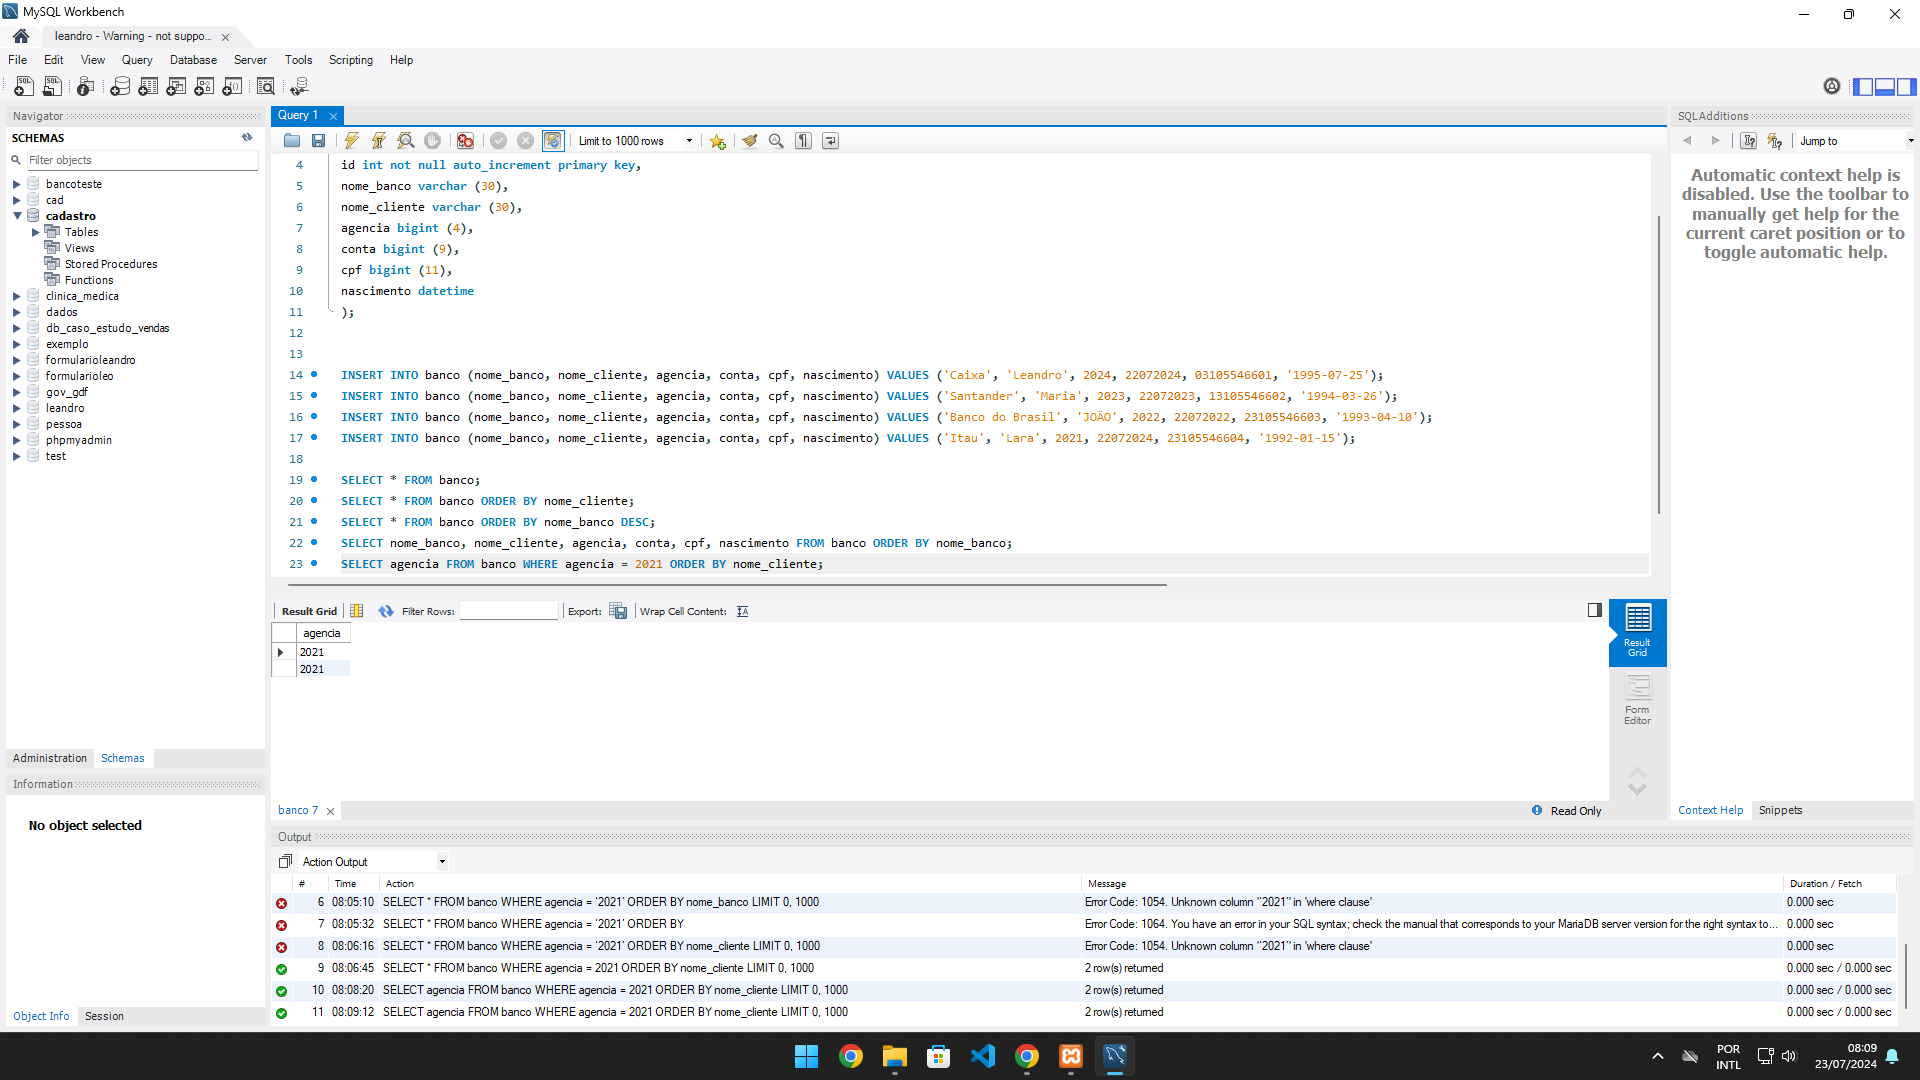 MySQL Workbench
leandro - Warning - not suppo...
File Edit View Query Database Server Tools Scripting Help
Navigator
SCHEMAS
Filter objects
bancoteste
cad
cadastro
Tables
Views
Stored Procedures
Functions
clinica_medica
dados
db_caso_estudo_vendas
exemplo
formularioleandro
formularioleo
gov_gdf
leandro
pessoa
phpmyadmin
test
Administration Schemas
Information
No object selected
Object Info Session
Query 1
Limit to 1000 rows
4 id int not null auto_increment primary key,
5 nome_banco varchar (30),
6 nome_cliente varchar (30),
7 agencia bigint (4),
8 conta bigint (9),
9 cpf bigint (11),
10 nascimento datetime
11 );
12
13
14 INSERT INTO banco (nome_banco, nome_cliente, agencia, conta, cpf, nascimento) VALUES ('Caixa', 'Leandro', 2024, 22072024, 03105546601, '1995-07-25');
15 INSERT INTO banco (nome_banco, nome_cliente, agencia, conta, cpf, nascimento) VALUES ('Santander', 'Maria', 2023, 22072023, 13105546602, '1994-03-26');
16 INSERT INTO banco (nome_banco, nome_cliente, agencia, conta, cpf, nascimento) VALUES ('Banco do Brasil', 'JOÃO', 2022, 22072022, 23105546603, '1993-04-10');
17 INSERT INTO banco (nome_banco, nome_cliente, agencia, conta, cpf, nascimento) VALUES ('Itau', 'Lara', 2021, 22072024, 23105546604, '1992-01-15');
18
19 SELECT * FROM banco;
20 SELECT * FROM banco ORDER BY nome_cliente;
21 SELECT * FROM banco ORDER BY nome_banco DESC;
22 SELECT nome_banco, nome_cliente, agencia, conta, cpf, nascimento FROM banco ORDER BY nome_banco;
23 SELECT agencia FROM banco WHERE agencia = 2021 ORDER BY nome_cliente;
Result Grid Filter Rows: Export: Wrap Cell Content:
agencia
2021
2021
Result
Grid
Form
Editor
banco 7
Read Only
SQLAdditions
Jump to
Automatic context help is
disabled. Use the toolbar to
manually get help for the
current caret position or to
toggle automatic help.
Context Help Snippets
Output
Action Output
# Time Action Message Duration / Fetch
6 08:05:10 SELECT * FROM banco WHERE agencia = '2021' ORDER BY nome_banco LIMIT 0, 1000 Error Code: 1054. Unknown column ''2021'' in 'where clause' 0.000 sec
7 08:05:32 SELECT * FROM banco WHERE agencia = '2021' ORDER BY Error Code: 1064. You have an error in your SQL syntax; check the manual that corresponds to your MariaDB server version for the right syntax to... 0.000 sec
8 08:06:16 SELECT * FROM banco WHERE agencia = '2021' ORDER BY nome_cliente LIMIT 0, 1000 Error Code: 1054. Unknown column ''2021'' in 'where clause' 0.000 sec
9 08:06:45 SELECT * FROM banco WHERE agencia = 2021 ORDER BY nome_cliente LIMIT 0, 1000 2 row(s) returned 0.000 sec / 0.000 sec
10 08:08:20 SELECT agencia FROM banco WHERE agencia = 2021 ORDER BY nome_cliente LIMIT 0, 1000 2 row(s) returned 0.000 sec / 0.000 sec
11 08:09:12 SELECT agencia FROM banco WHERE agencia = 2021 ORDER BY nome_cliente LIMIT 0, 1000 2 row(s) returned 0.000 sec / 0.000 sec
POR
INTL
08:09
23/07/2024